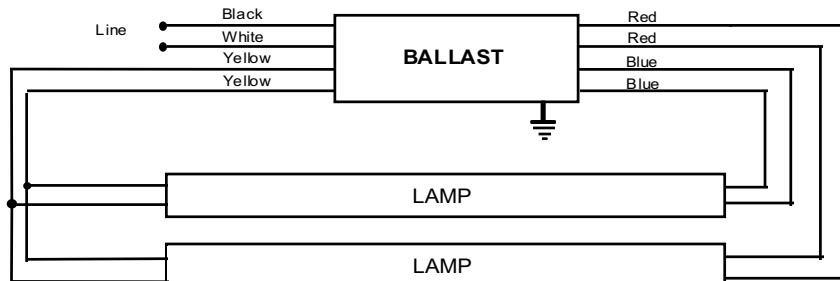 Line
Black
White
Yellow
Yellow
BALLAST
Red
Red
Blue
Blue
LAMP
LAMP